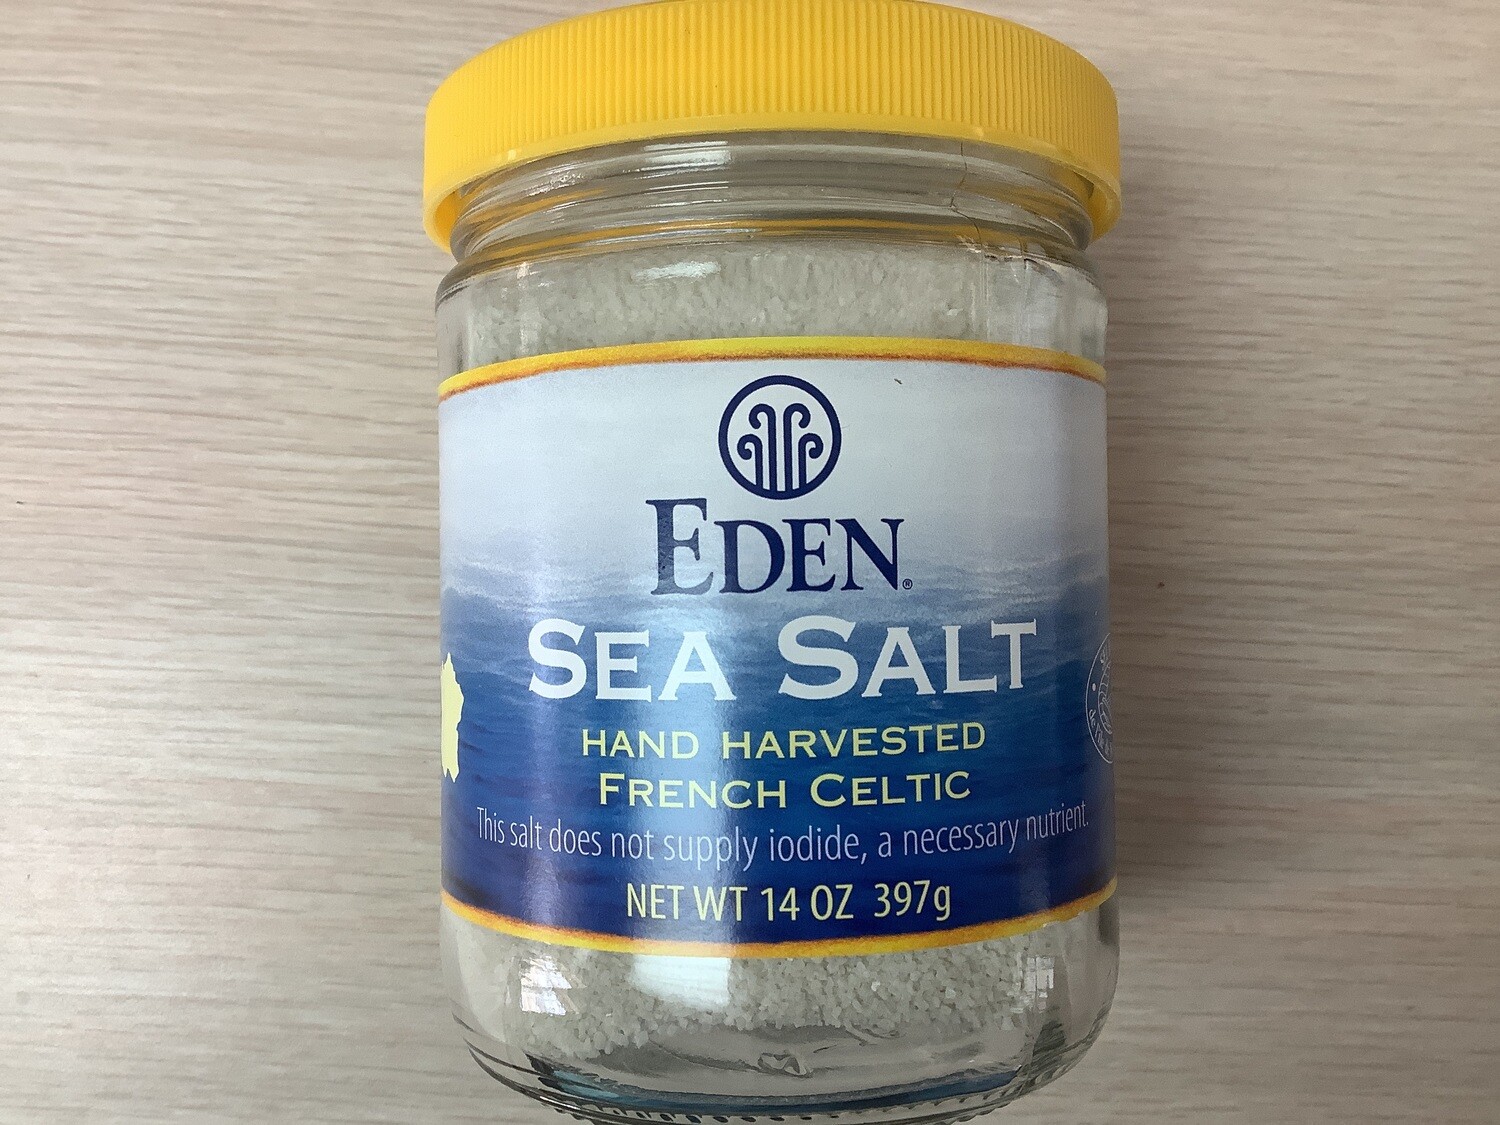 EDEN®
SEA SALT
HAND HARVESTED
FRENCH CELTIC
This salt does not supply iodide, a necessary nutrient.
NET WT 14 OZ 397g